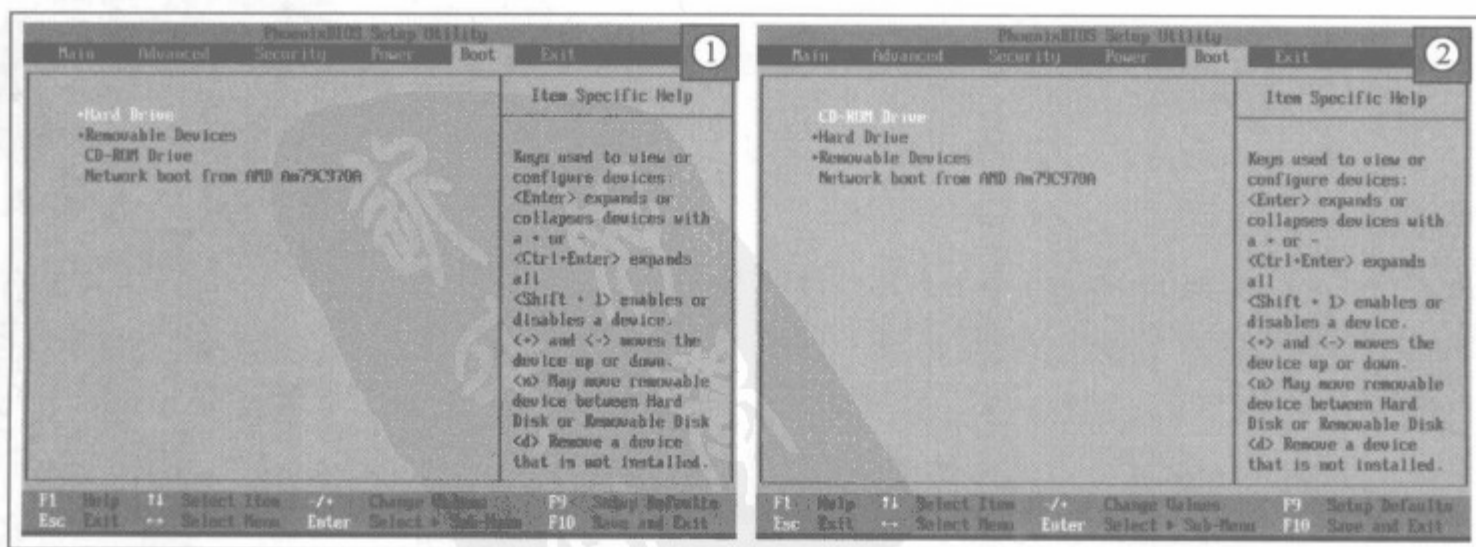 PhoenixBIOS Setup Utility
Main Advanced Security Power Boot Exit
①
Item Specific Help
+Hard Drive
+Removable Devices
CD-ROM Drive
Network boot from AMD Am79C970A
Keys used to view or
configure devices:
<Enter> expands or
collapses devices with
a + or -
<Ctrl+Enter> expands
all
<Shift + 1> enables or
disables a device.
<+> and <-> moves the
device up or down.
<n> May move removable
device between Hard
Disk or Removable Disk
<d> Remove a device
that is not installed.
F1 Help ↑↓ Select Item -/+ Change Values F9 Setup Defaults
Esc Exit ↔ Select Menu Enter Select ▸ Sub-Menu F10 Save and Exit
PhoenixBIOS Setup Utility
Main Advanced Security Power Boot Exit
②
Item Specific Help
CD-ROM Drive
+Hard Drive
+Removable Devices
Network boot from AMD Am79C970A
Keys used to view or
configure devices:
<Enter> expands or
collapses devices with
a + or -
<Ctrl+Enter> expands
all
<Shift + 1> enables or
disables a device.
<+> and <-> moves the
device up or down.
<n> May move removable
device between Hard
Disk or Removable Disk
<d> Remove a device
that is not installed.
F1 Help ↑↓ Select Item -/+ Change Values F9 Setup Defaults
Esc Exit ↔ Select Menu Enter Select ▸ Sub-Menu F10 Save and Exit